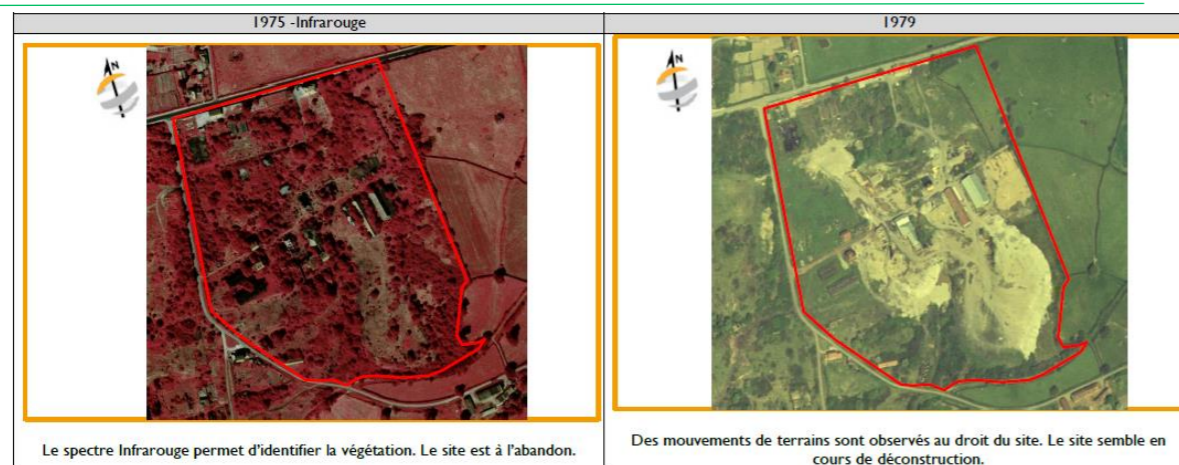 1975 -Infrarouge
1979
N
N
Le spectre Infrarouge permet d'identifier la végétation. Le site est à l'abandon.
Des mouvements de terrains sont observés au droit du site. Le site semble en
cours de déconstruction.